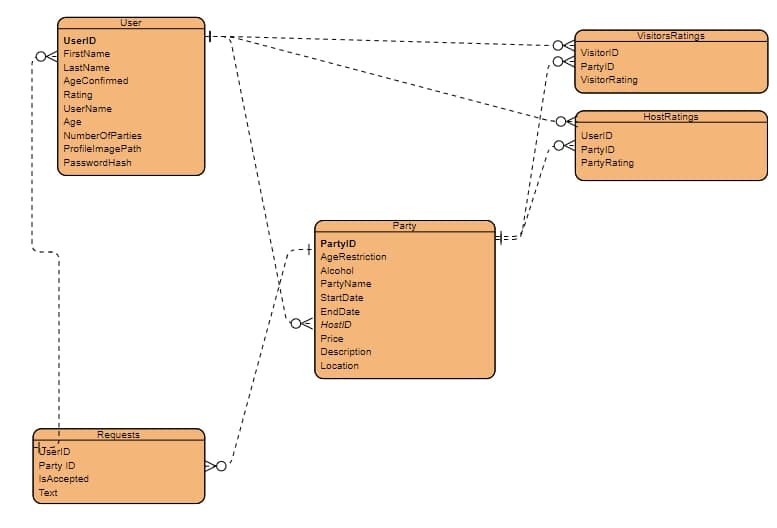 User
UserID
FirstName
LastName
AgeConfirmed
Rating
UserName
Age
NumberOfParties
ProfileImagePath
PasswordHash
VisitorsRatings
VisitorID
PartyID
VisitorRating
HostRatings
UserID
PartyID
PartyRating
Party
PartyID
AgeRestriction
Alcohol
PartyName
StartDate
EndDate
HostID
Price
Description
Location
Requests
UserID
Party ID
IsAccepted
Text